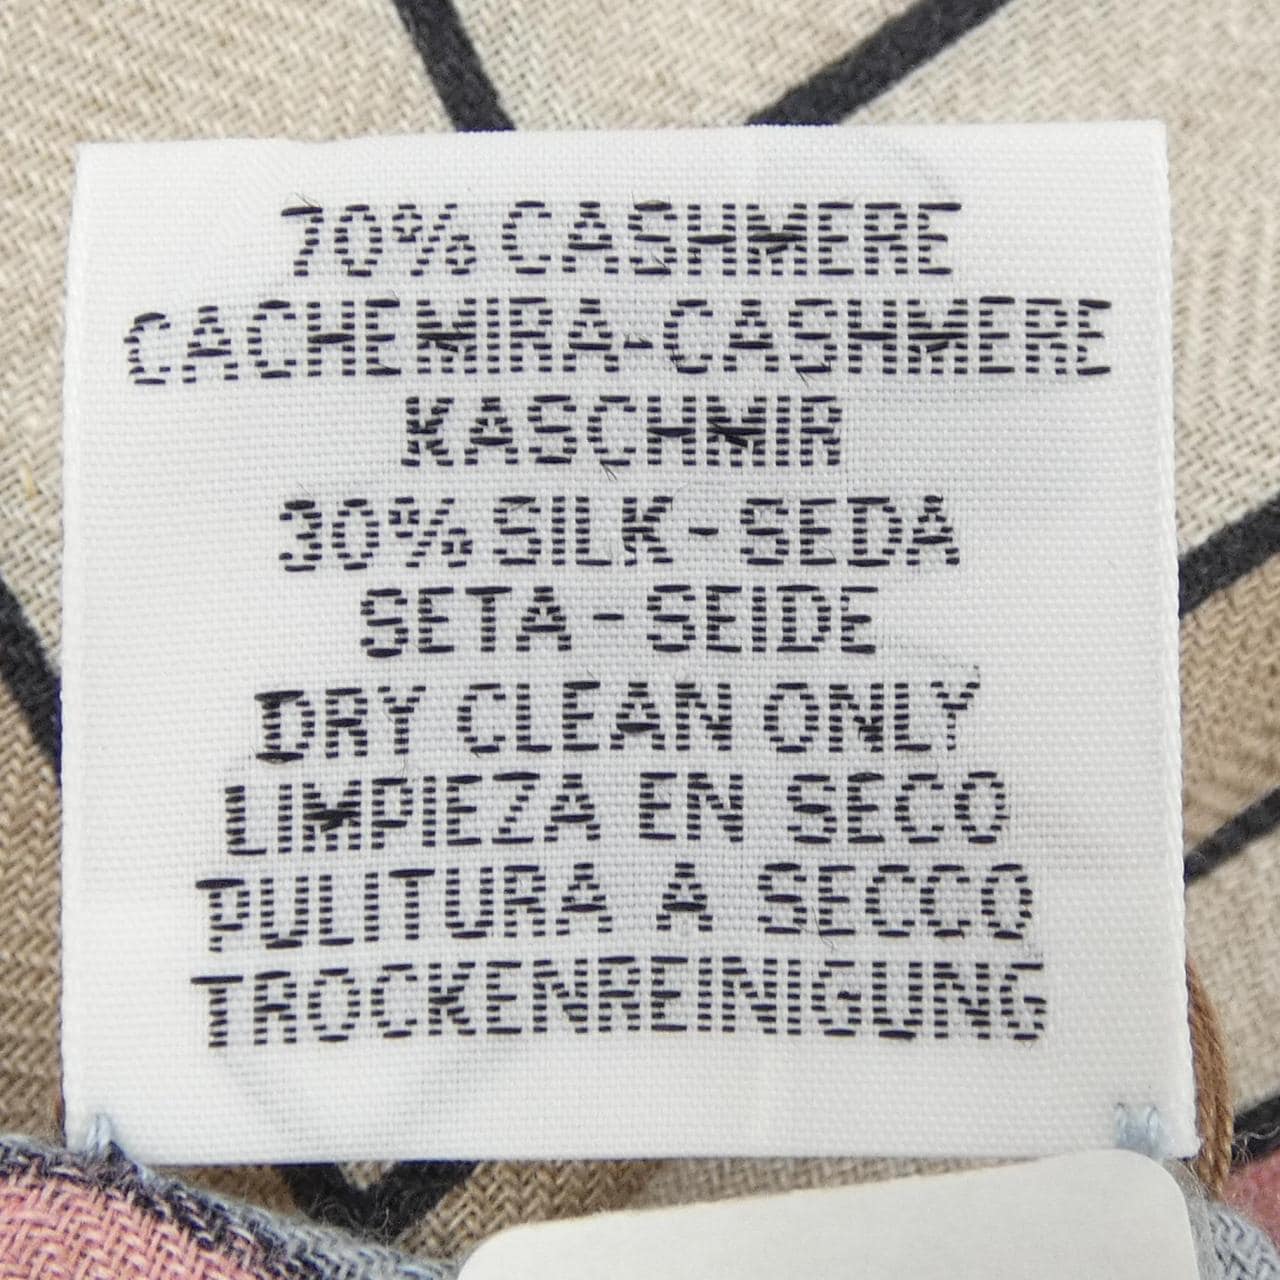 70% CASHMERE
CACHEMIRA-CASHMERE
KASCHMIR
30% SILK-SEDA
SETA-SEIDE
DRY CLEAN ONLY
LIMPIEZA EN SECO
PULITURA A SECCO
TROCKENREINIGUNG